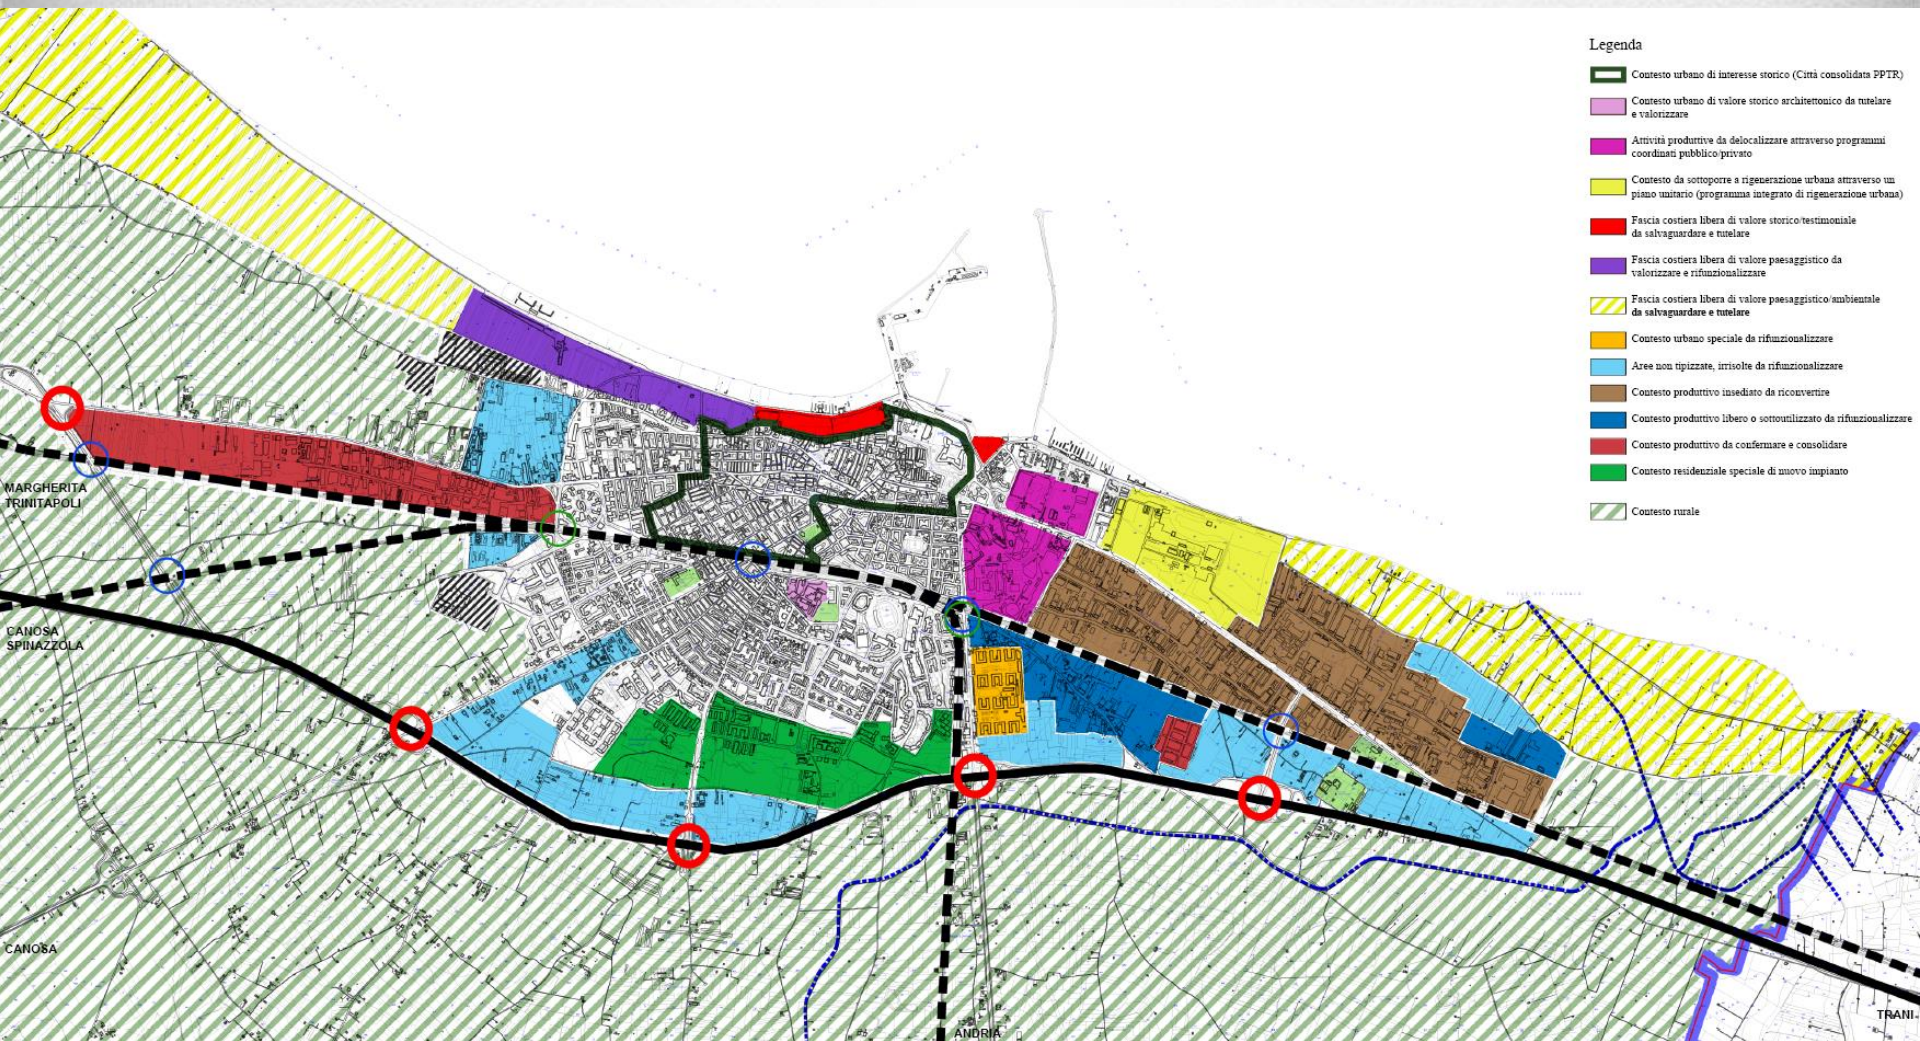 Legenda
Contesto urbano di interesse storico (Città consolidata PPTR)
Contesto urbano di valore storico architettonico da tutelare
e valorizzare
Attività produttive da delocalizzare attraverso programmi
coordinati pubblico/privato
Contesto da sottoporre a rigenerazione urbana attraverso un
piano unitario (programma integrato di rigenerazione urbana)
Fascia costiera libera di valore storico/testimoniale
da salvaguardare e tutelare
Fascia costiera libera di valore paesaggistico da
valorizzare e rifunzionalizzare
Fascia costiera libera di valore paesaggistico/ambientale
da salvaguardare e tutelare
Contesto urbano speciale da rifunzionalizzare
Aree non tipizzate, irrisolte da rifunzionalizzare
Contesto produttivo insediato da riconvertire
Contesto produttivo libero o sottoutilizzato da rifunzionalizzare
Contesto produttivo da confermare e consolidare
Contesto residenziale speciale di nuovo impianto
Contesto rurale
MARGHERITA
TRINITAPOLI
CANOSA
SPINAZZOLA
CANOSA
ANDRIA
TRANI